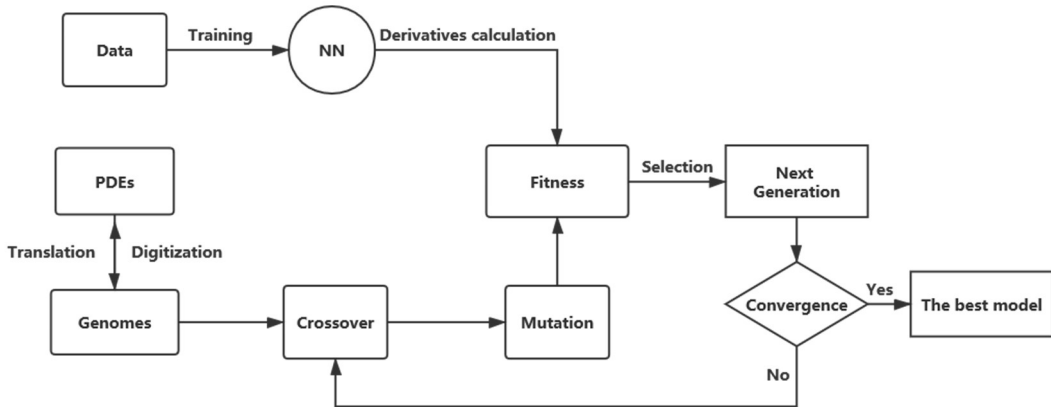 Data
Training
NN
Derivatives calculation
PDEs
Fitness
Selection
Next
Generation
Translation
Digitization
Genomes
Crossover
Mutation
Convergence
Yes
The best model
No